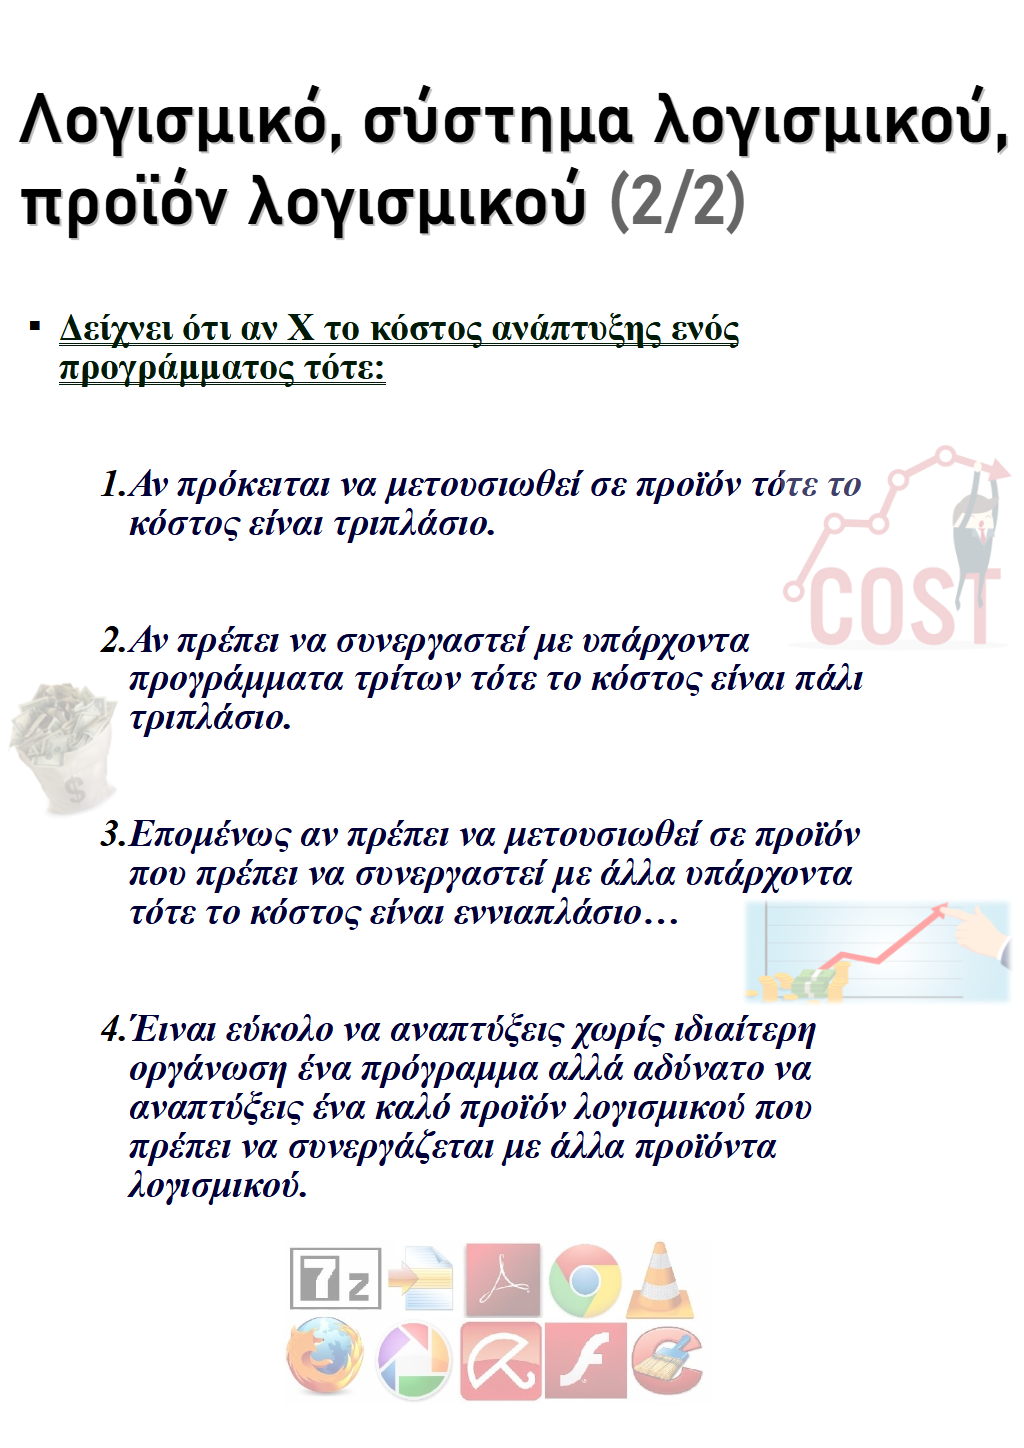 Λογισμικό, σύστημα λογισμικού,
προϊόν λογισμικού (2/2)
▪ Δείχνει ότι αν Χ το κόστος ανάπτυξης ενός
προγράμματος τότε:
1.Αν πρόκειται να μετουσιωθεί σε προϊόν τότε το
κόστος είναι τριπλάσιο.
COST
2.Αν πρέπει να συνεργαστεί με υπάρχοντα
προγράμματα τρίτων τότε το κόστος είναι πάλι
τριπλάσιο.
$
3.Επομένως αν πρέπει να μετουσιωθεί σε προϊόν
που πρέπει να συνεργαστεί με άλλα υπάρχοντα
τότε το κόστος είναι εννιαπλάσιο…
4.Έιναι εύκολο να αναπτύξεις χωρίς ιδιαίτερη
οργάνωση ένα πρόγραμμα αλλά αδύνατο να
αναπτύξεις ένα καλό προϊόν λογισμικού που
πρέπει να συνεργάζεται με άλλα προϊόντα
λογισμικού.
7z